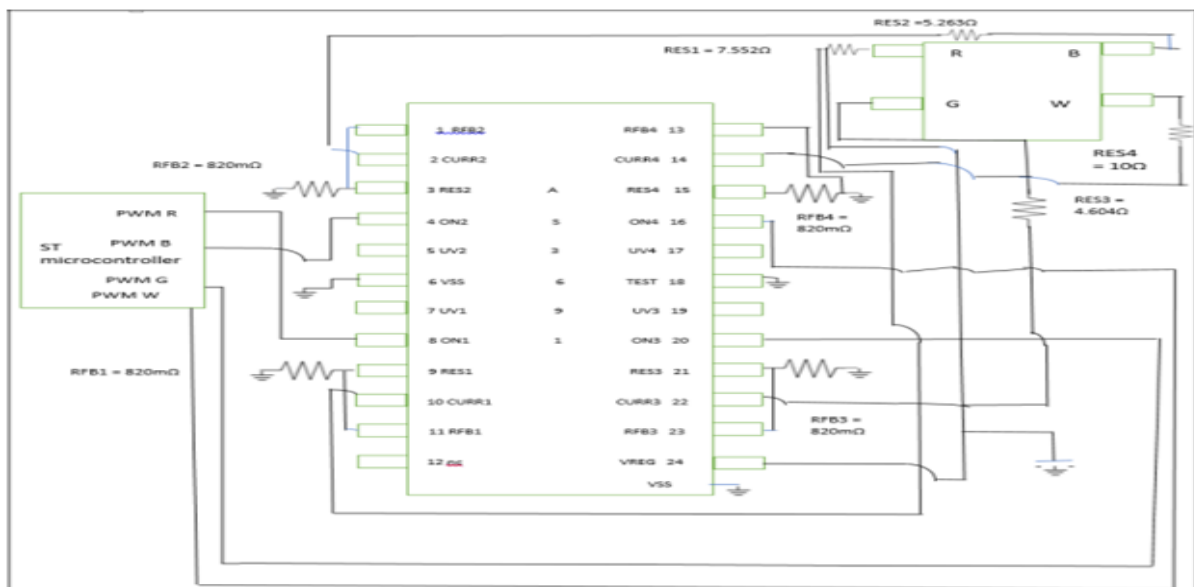 RES2 =5.263Ω
RES1 = 7.552Ω
R B
G W
RES4
= 10Ω
RES3 =
4.604Ω
RFB2 = 820mΩ
PWM R
PWM B
ST
microcontroller
PWM G
PWM W
RFB1 = 820mΩ
1 RFB2 RFB4 13
2 CURR2 CURR4 14
3 RES2 A RES4 15
4 ON2 S ON4 16
5 UV2 3 UV4 17
6 VSS 6 TEST 18
7 UV1 9 UV3 19
8 ON1 1 ON3 20
9 RES1 RES3 21
10 CURR1 CURR3 22
11 RFB1 RFB3 23
12 VREG 24
VSS
RFB4 =
820mΩ
RFB3 =
820mΩ